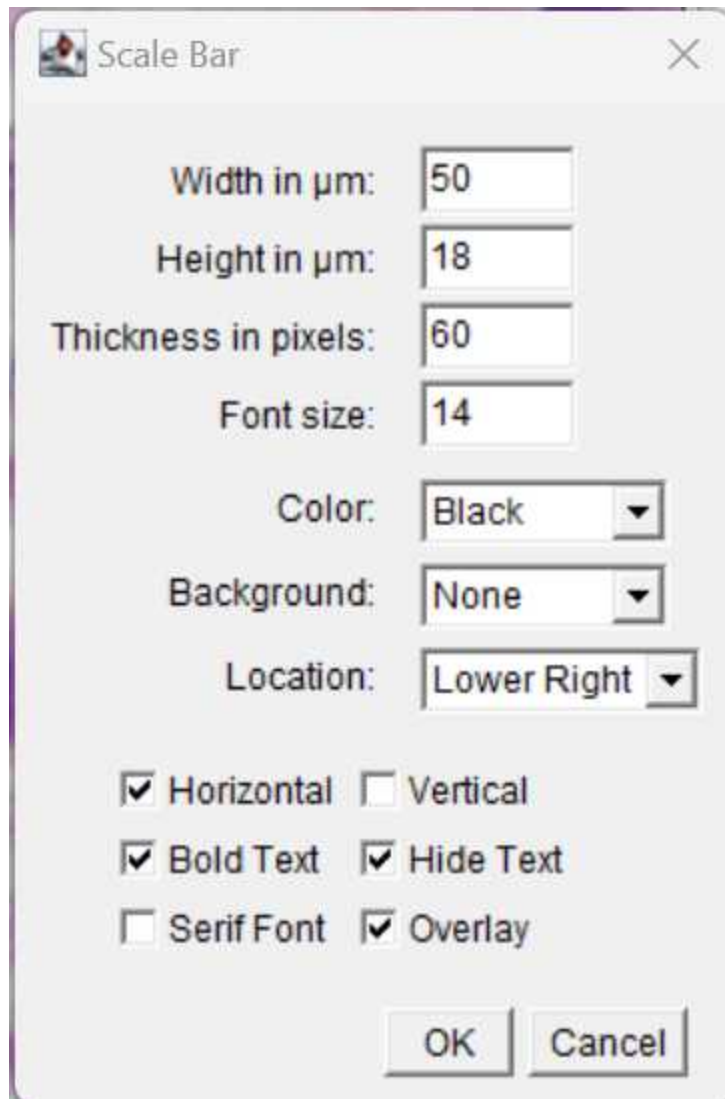 Scale Bar
Width in µm: 50
Height in µm: 18
Thickness in pixels: 60
Font size: 14
Color: Black
Background: None
Location: Lower Right
Horizontal Vertical
Bold Text Hide Text
Serif Font Overlay
OK Cancel